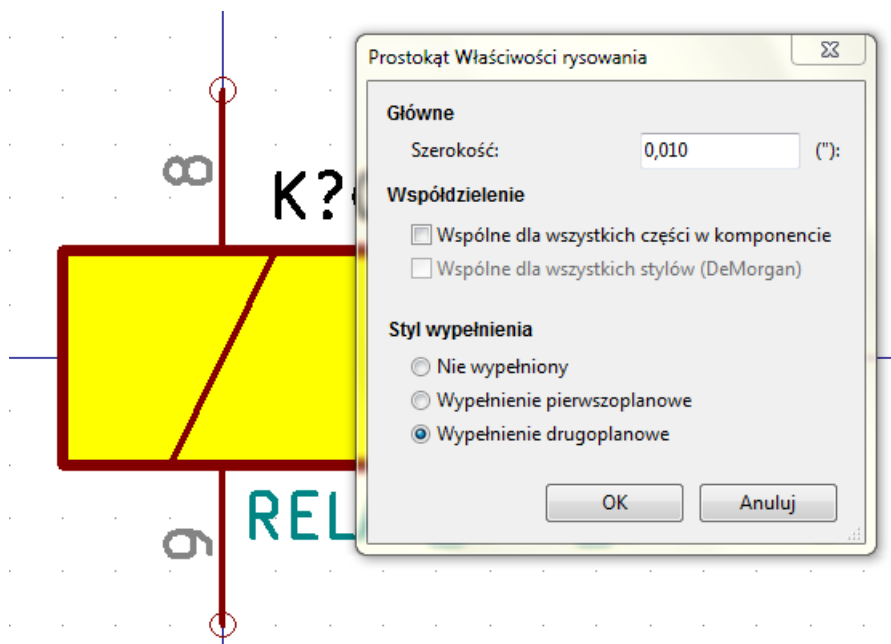 Prostokąt Właściwości rysowania
Główne
Szerokość: 0,010 ("):
Współdzielenie
Wspólne dla wszystkich części w komponencie
Wspólne dla wszystkich stylów (DeMorgan)
Styl wypełnienia
Nie wypełniony
Wypełnienie pierwszoplanowe
Wypełnienie drugoplanowe
OK Anuluj
8
K?
9